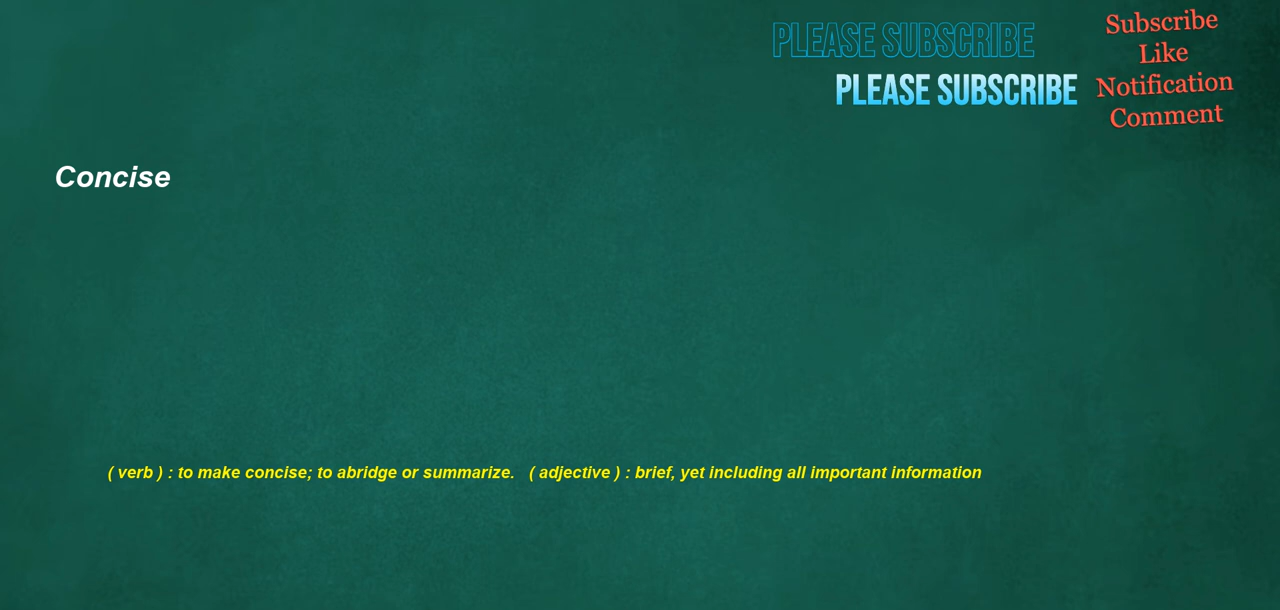 PLEASE SUBSCRIBE
PLEASE SUBSCRIBE
Subscribe
Like
Notification
Comment
Concise
( verb ) : to make concise; to abridge or summarize.   ( adjective ) : brief, yet including all important information